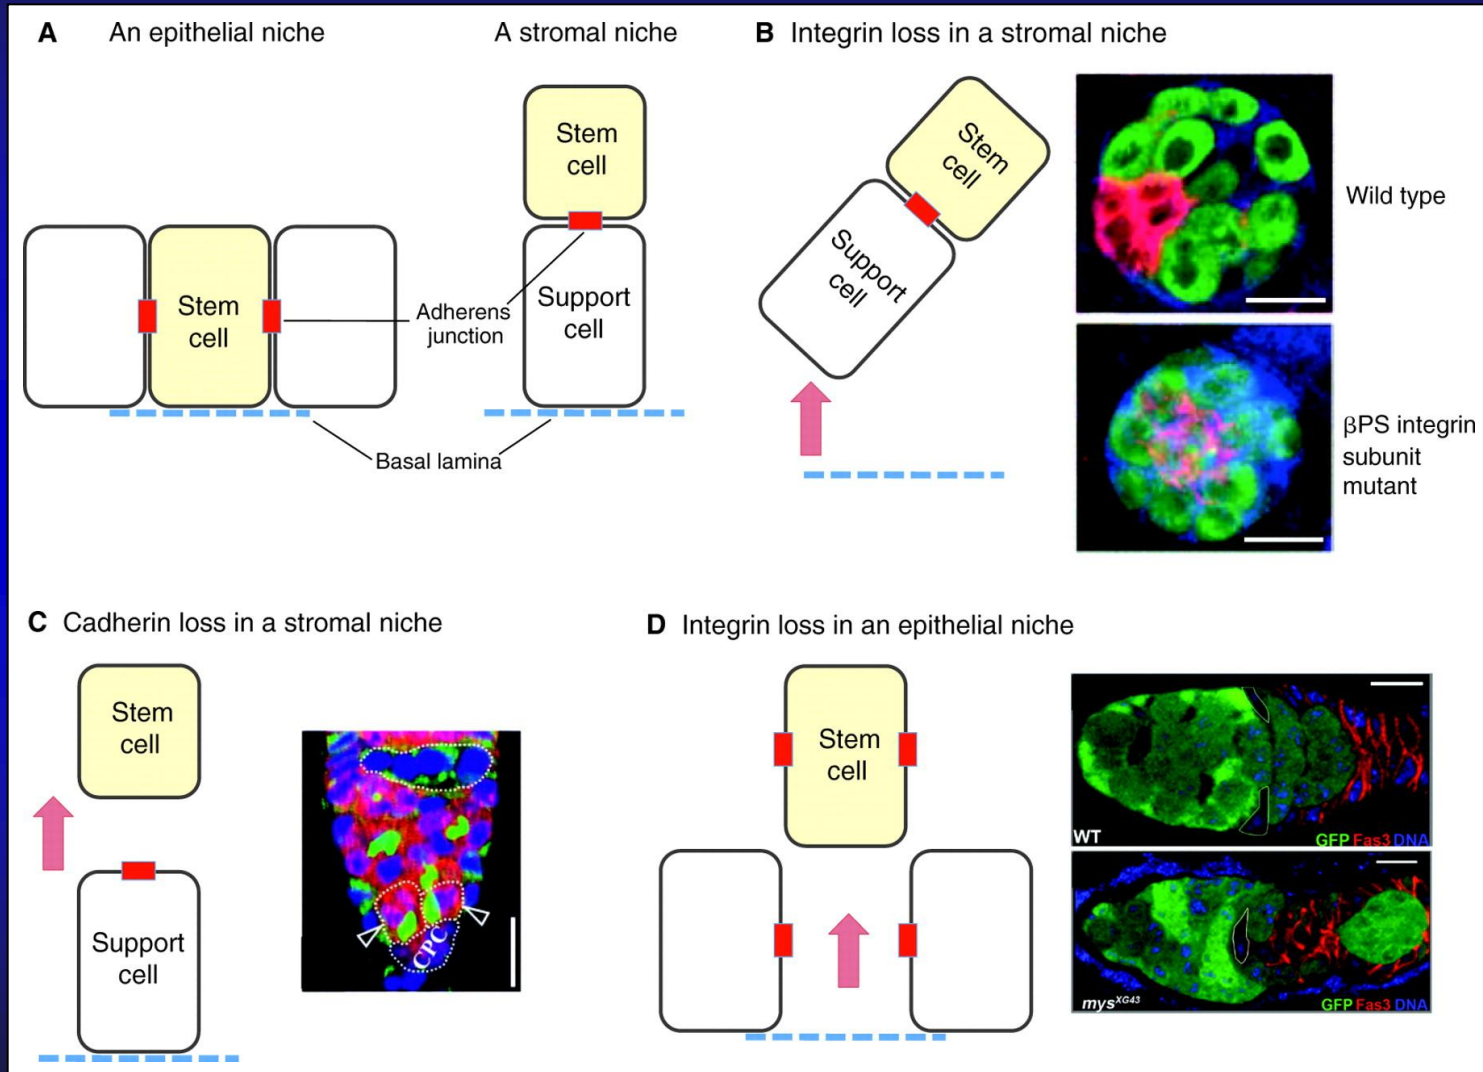 A An epithelial niche
A stromal niche
Stem
cell
Stem
cell
Support
cell
Adherens
junction
Basal lamina
B Integrin loss in a stromal niche
Stem
cell
Support
cell
Wild type
βPS integrin
subunit
mutant
C Cadherin loss in a stromal niche
Stem
cell
Support
cell
CPC
D Integrin loss in an epithelial niche
Stem
cell
WT
GFP Fas3 DNA
mysXG43
GFP Fas3 DNA